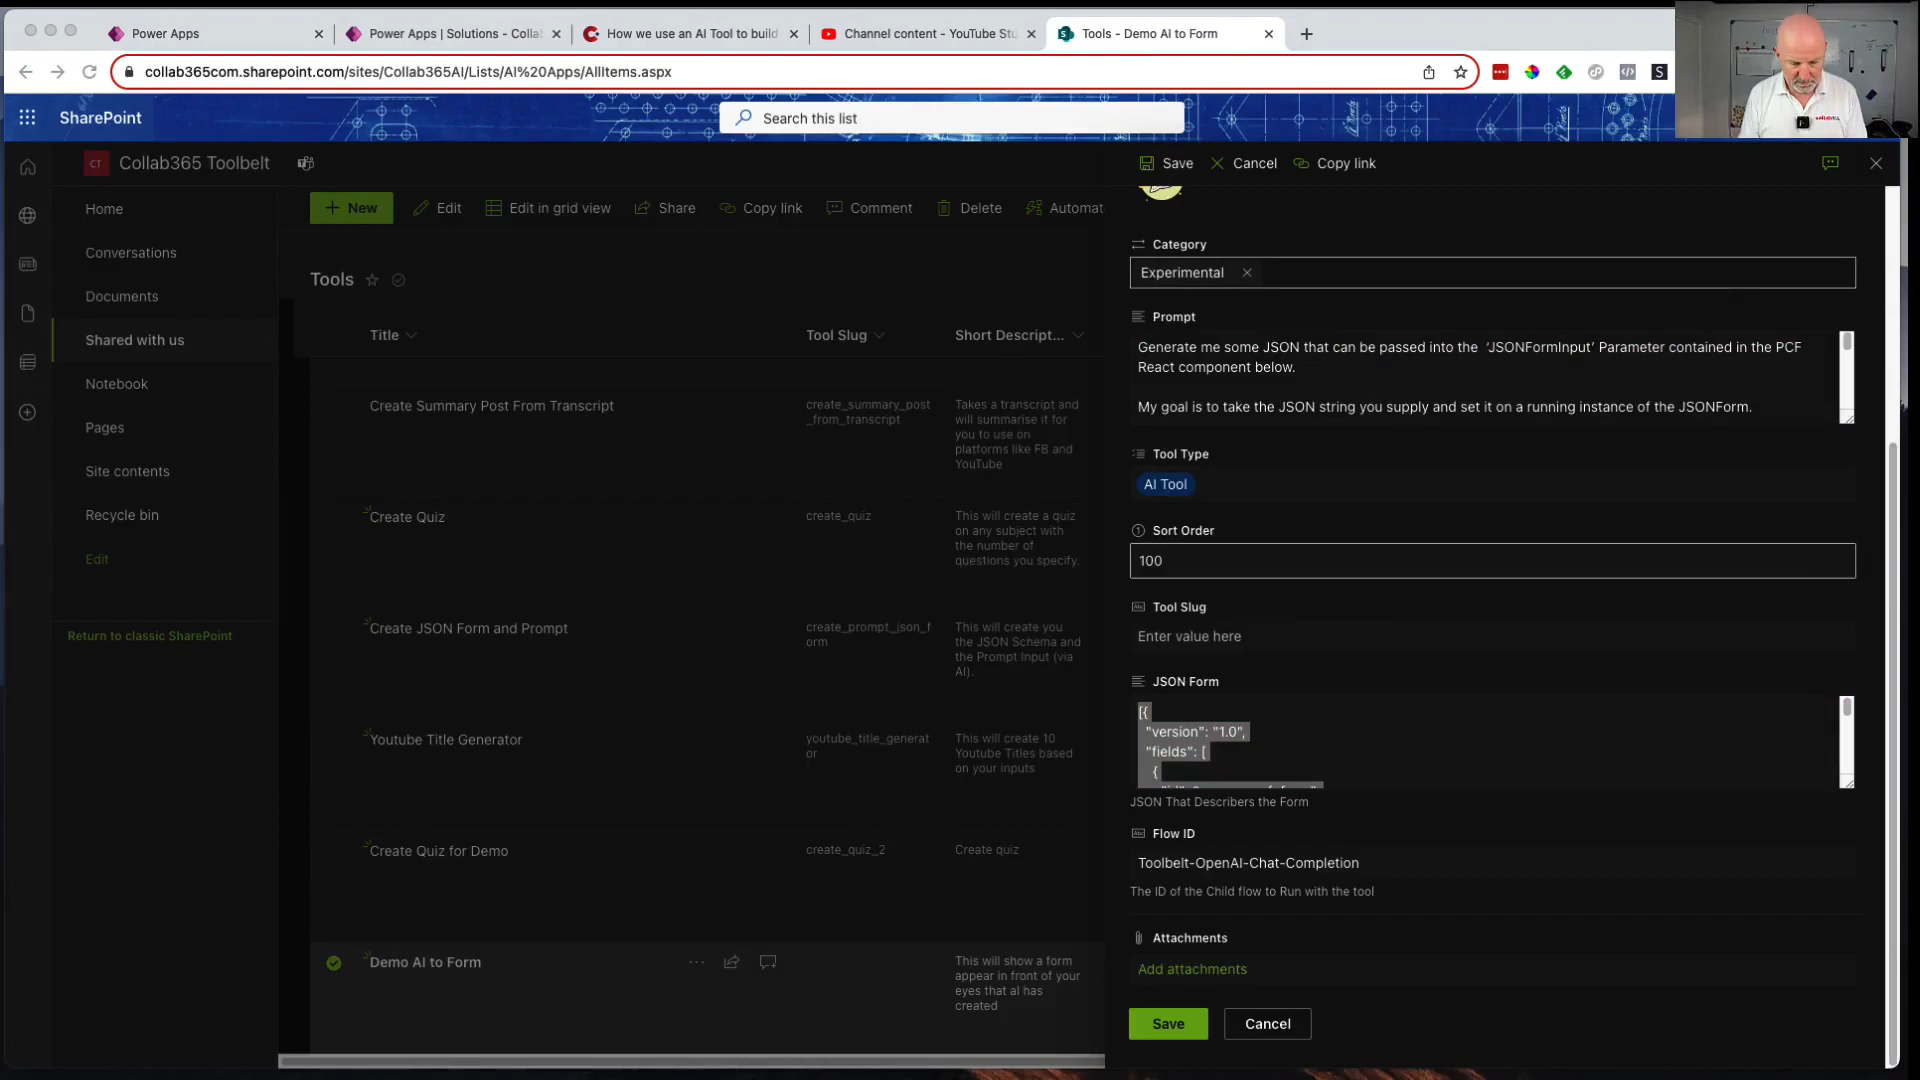 Power Apps
Power Apps | Solutions - Colla
How we use an AI Tool to build
Channel content - YouTube Stu
Tools - Demo AI to Form
collab365com.sharepoint.com/sites/Collab365AI/Lists/AI%20Apps/AllItems.aspx
SharePoint
Search this list
CT
Collab365 Toolbelt
Home
Conversations
Documents
Shared with us
Notebook
Pages
Site contents
Recycle bin
Edit
Return to classic SharePoint
New
Edit
Edit in grid view
Share
Copy link
Comment
Delete
Automat
Tools
Title
Tool Slug
Short Descript...
Create Summary Post From Transcript
create_summary_post
_from_transcript
Takes a transcript and
will summarise it for
you to use on
platforms like FB and
YouTube
Create Quiz
create_quiz
This will create a quiz
on any subject with
the number of
questions you specify.
Create JSON Form and Prompt
create_prompt_json_f
orm
This will create you
the JSON Schema and
the Prompt Input (via
AI).
Youtube Title Generator
youtube_title_generat
or
This will create 10
Youtube Titles based
on your inputs
Create Quiz for Demo
create_quiz_2
Create quiz
Demo AI to Form
This will show a form
appear in front of your
eyes that aI has
created
Save
Cancel
Copy link
Category
Experimental
Prompt
Generate me some JSON that can be passed into the 'JSONFormInput' Parameter contained in the PCF
React component below.
My goal is to take the JSON string you supply and set it on a running instance of the JSONForm.
Tool Type
AI Tool
Sort Order
100
Tool Slug
Enter value here
JSON Form
[{
"version": "1.0",
"fields": [
{
JSON That Describers the Form
Flow ID
Toolbelt-OpenAI-Chat-Completion
The ID of the Child flow to Run with the tool
Attachments
Add attachments
Save
Cancel